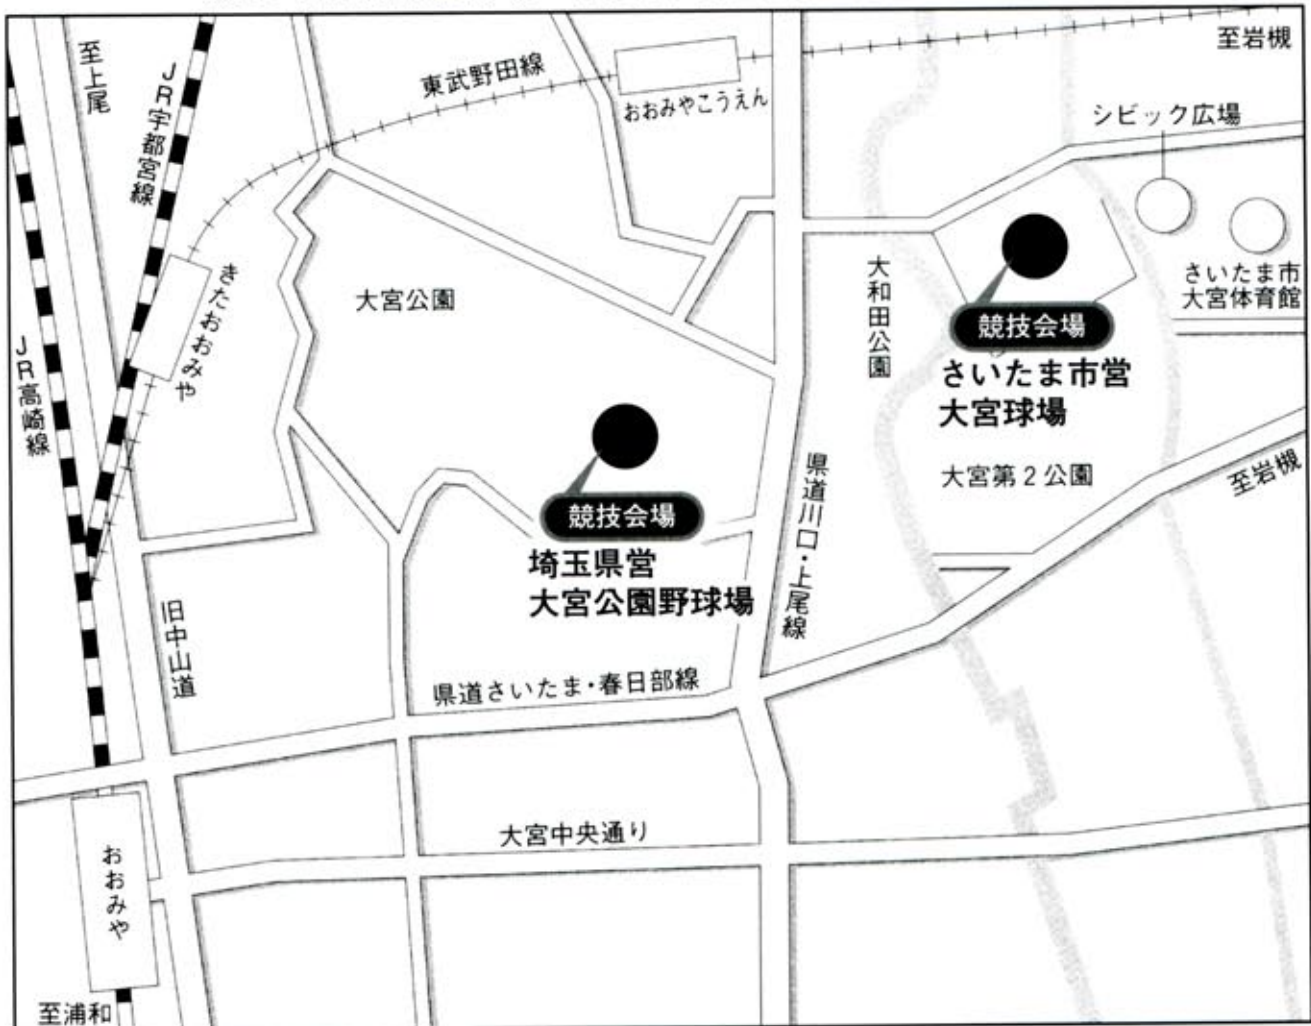 至上尾
JR宇都宮線
東武野田線
おおみやこうえん
至岩槻
シビック広場
きたおおみや
大宮公園
大和田公園
さいたま市
大宮体育館
競技会場
さいたま市営
大宮球場
JR高崎線
競技会場
埼玉県営
大宮公園野球場
県道川口・上尾線
大宮第2公園
至岩槻
旧中山道
県道さいたま・春日部線
大宮中央通り
おおみや
至浦和